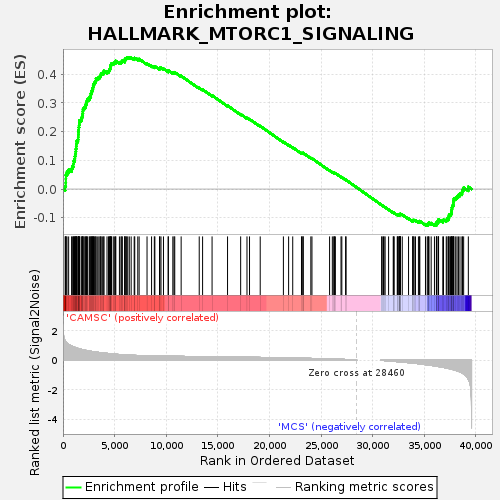 Enrichment plot:
HALLMARK_MTORC1_SIGNALING
Enrichment score (ES)
0.4
0.3
0.2
0.1
0.0
-0.1
'CAMSC' (positively correlated)
Ranked list metric (Signal2Noise)
2
0
-2
-4
Zero cross at 28460
'MCS' (negatively correlated)
0
5,000
10,000
15,000
20,000
25,000
30,000
35,000
40,000
Rank in Ordered Dataset
Enrichment profile
Hits
Ranking metric scores